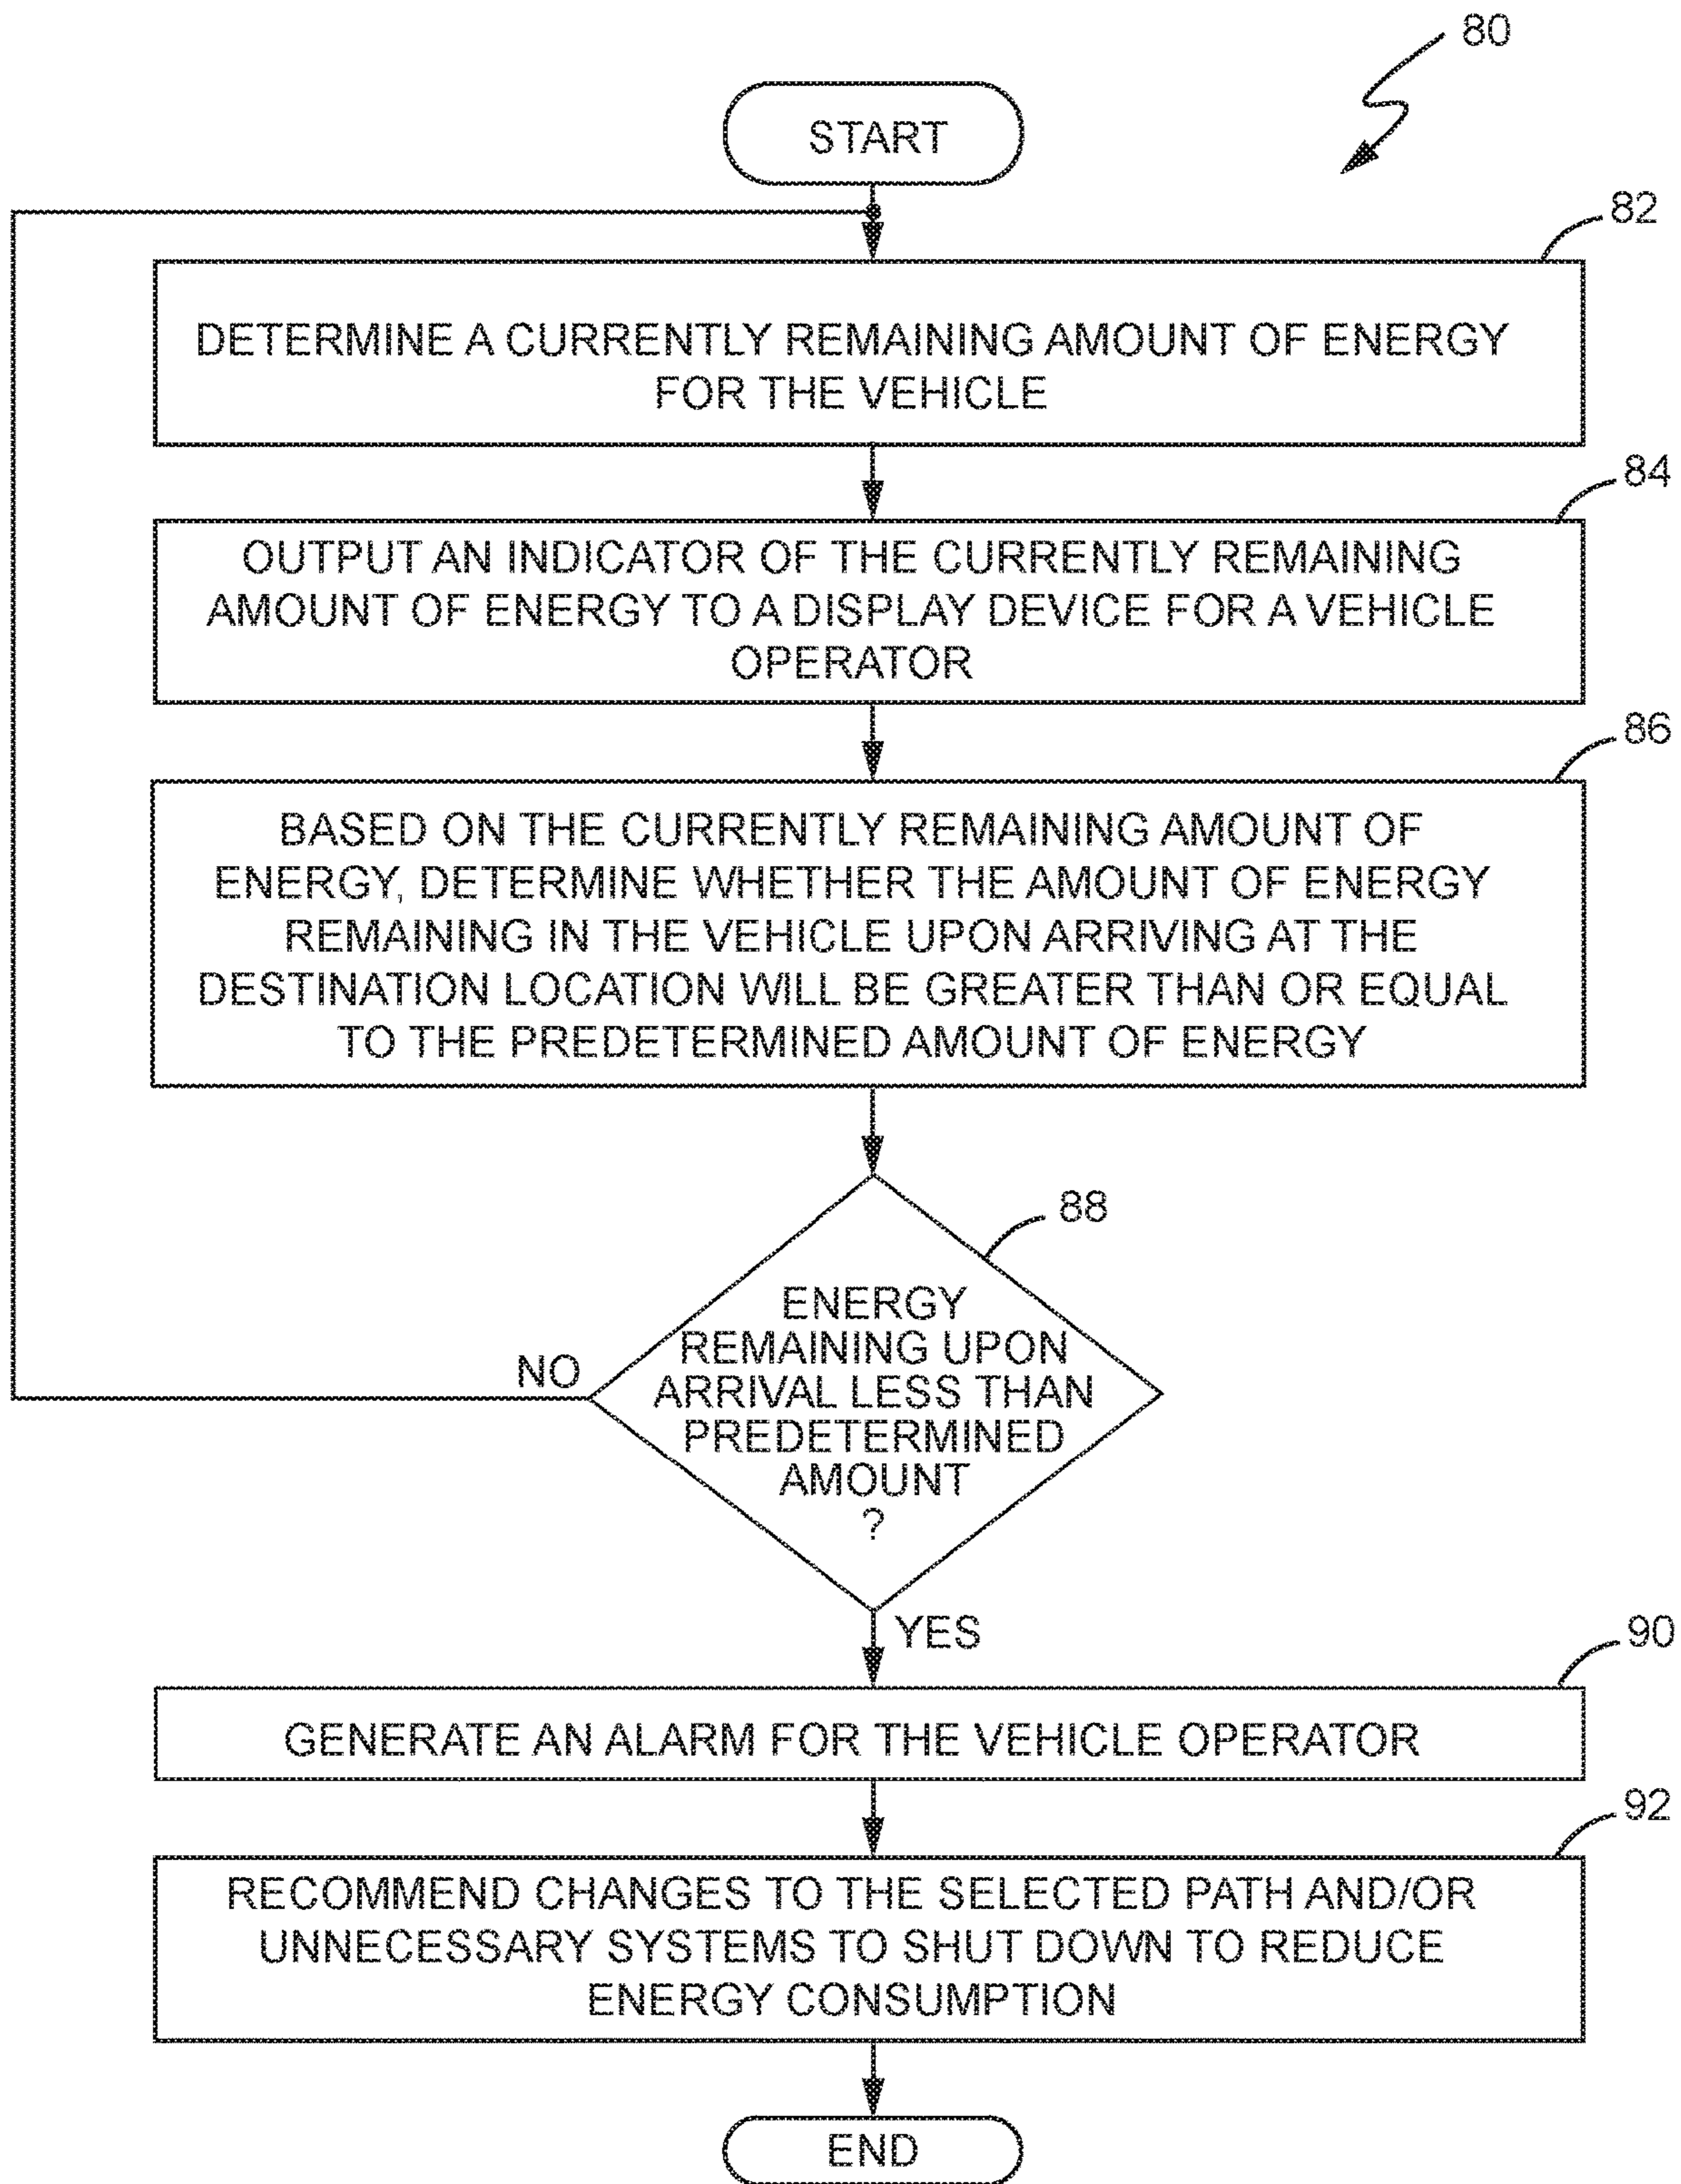 80
START
82
DETERMINE A CURRENTLY REMAINING AMOUNT OF ENERGY
FOR THE VEHICLE
84
OUTPUT AN INDICATOR OF THE CURRENTLY REMAINING
AMOUNT OF ENERGY TO A DISPLAY DEVICE FOR A VEHICLE
OPERATOR
86
BASED ON THE CURRENTLY REMAINING AMOUNT OF
ENERGY, DETERMINE WHETHER THE AMOUNT OF ENERGY
REMAINING IN THE VEHICLE UPON ARRIVING AT THE
DESTINATION LOCATION WILL BE GREATER THAN OR EQUAL
TO THE PREDETERMINED AMOUNT OF ENERGY
88
ENERGY
REMAINING UPON
ARRIVAL LESS THAN
PREDETERMINED
AMOUNT
?
NO
YES
90
GENERATE AN ALARM FOR THE VEHICLE OPERATOR
92
RECOMMEND CHANGES TO THE SELECTED PATH AND/OR
UNNECESSARY SYSTEMS TO SHUT DOWN TO REDUCE
ENERGY CONSUMPTION
END